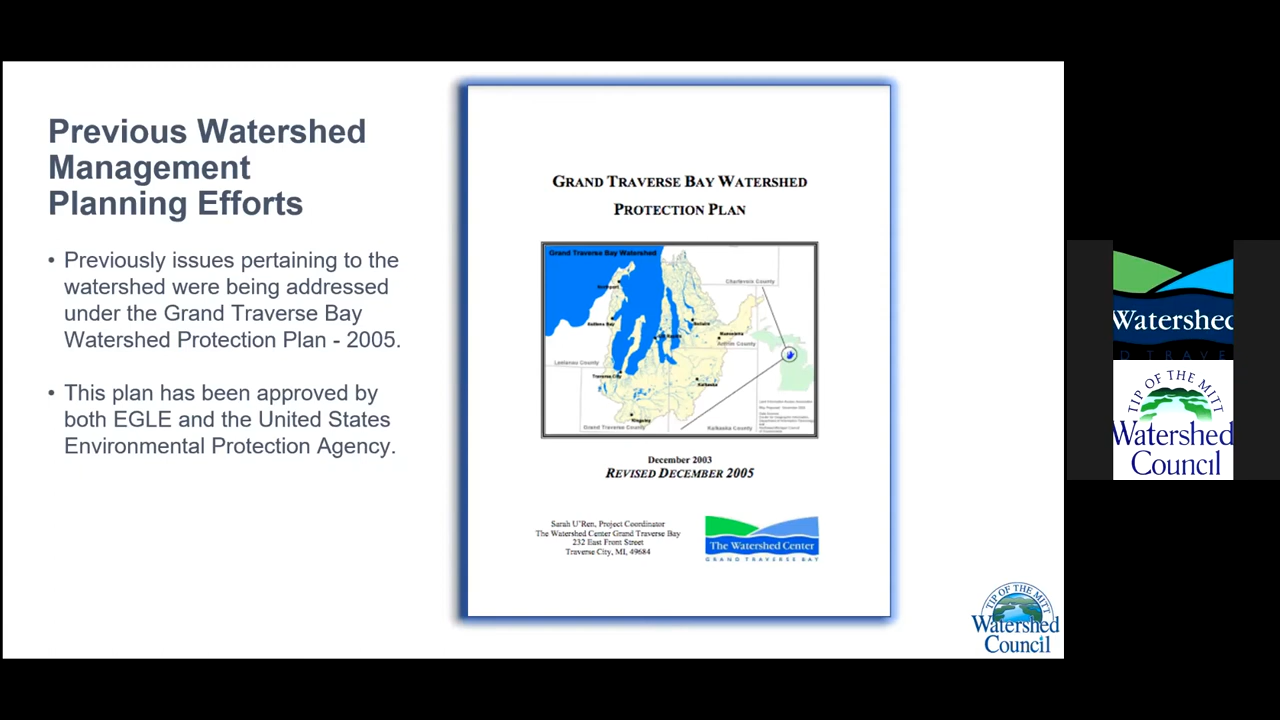 Previous Watershed
Management
Planning Efforts
• Previously issues pertaining to the
watershed were being addressed
under the Grand Traverse Bay
Watershed Protection Plan - 2005.
• This plan has been approved by
both EGLE and the United States
Environmental Protection Agency.
GRAND TRAVERSE BAY WATERSHED
PROTECTION PLAN
Grand Traverse Bay Watershed
Charlevoix County
Antrim County
Leelanau County
Traverse City
Kalkaska
Kingsley
Grand Traverse County
Kalkaska County
December 2003
REVISED DECEMBER 2005
Sarah U'Ren, Project Coordinator
The Watershed Center Grand Traverse Bay
232 East Front Street
Traverse City, MI, 49684
The Watershed Center
GRAND TRAVERSE BAY
TIP OF THE MITT
Watershed
Council
Watershed
D TRAVE
TIP OF THE MITT
Watershed
Council